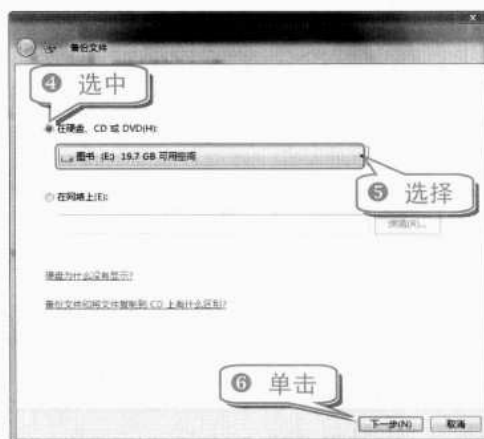 备份文件
❹ 选中
在硬盘、CD 或 DVD(H):
图书 (E:) 19.7 GB 可用空间
❺ 选择
在网络上(E):
浏览(R)...
硬盘为什么没有显示?
备份文件和将文件复制到 CD 上有什么区别?
❻ 单击
下一步(N) 取消